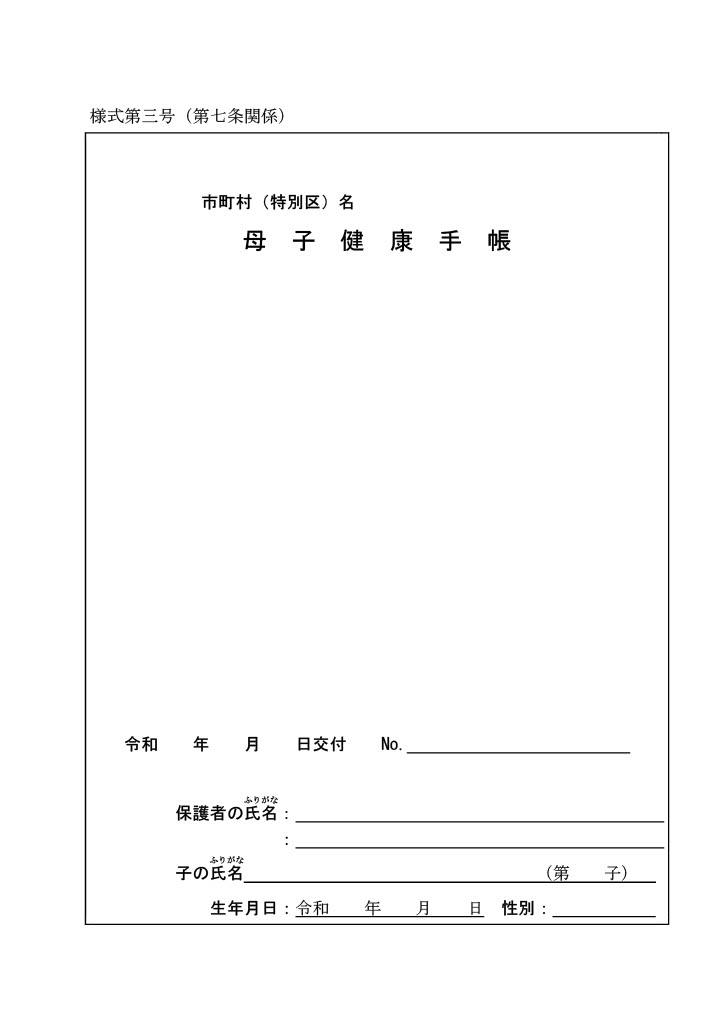 様式第三号（第七条関係）
市町村（特別区）名
母　子　健　康　手　帳
令和　　年　　月　　日交付　　No.
ふりがな
保護者の氏名：
：
ふりがな
子の氏名　　　　　　　　（第　　子）
生年月日：令和　　年　　月　　日　性別：